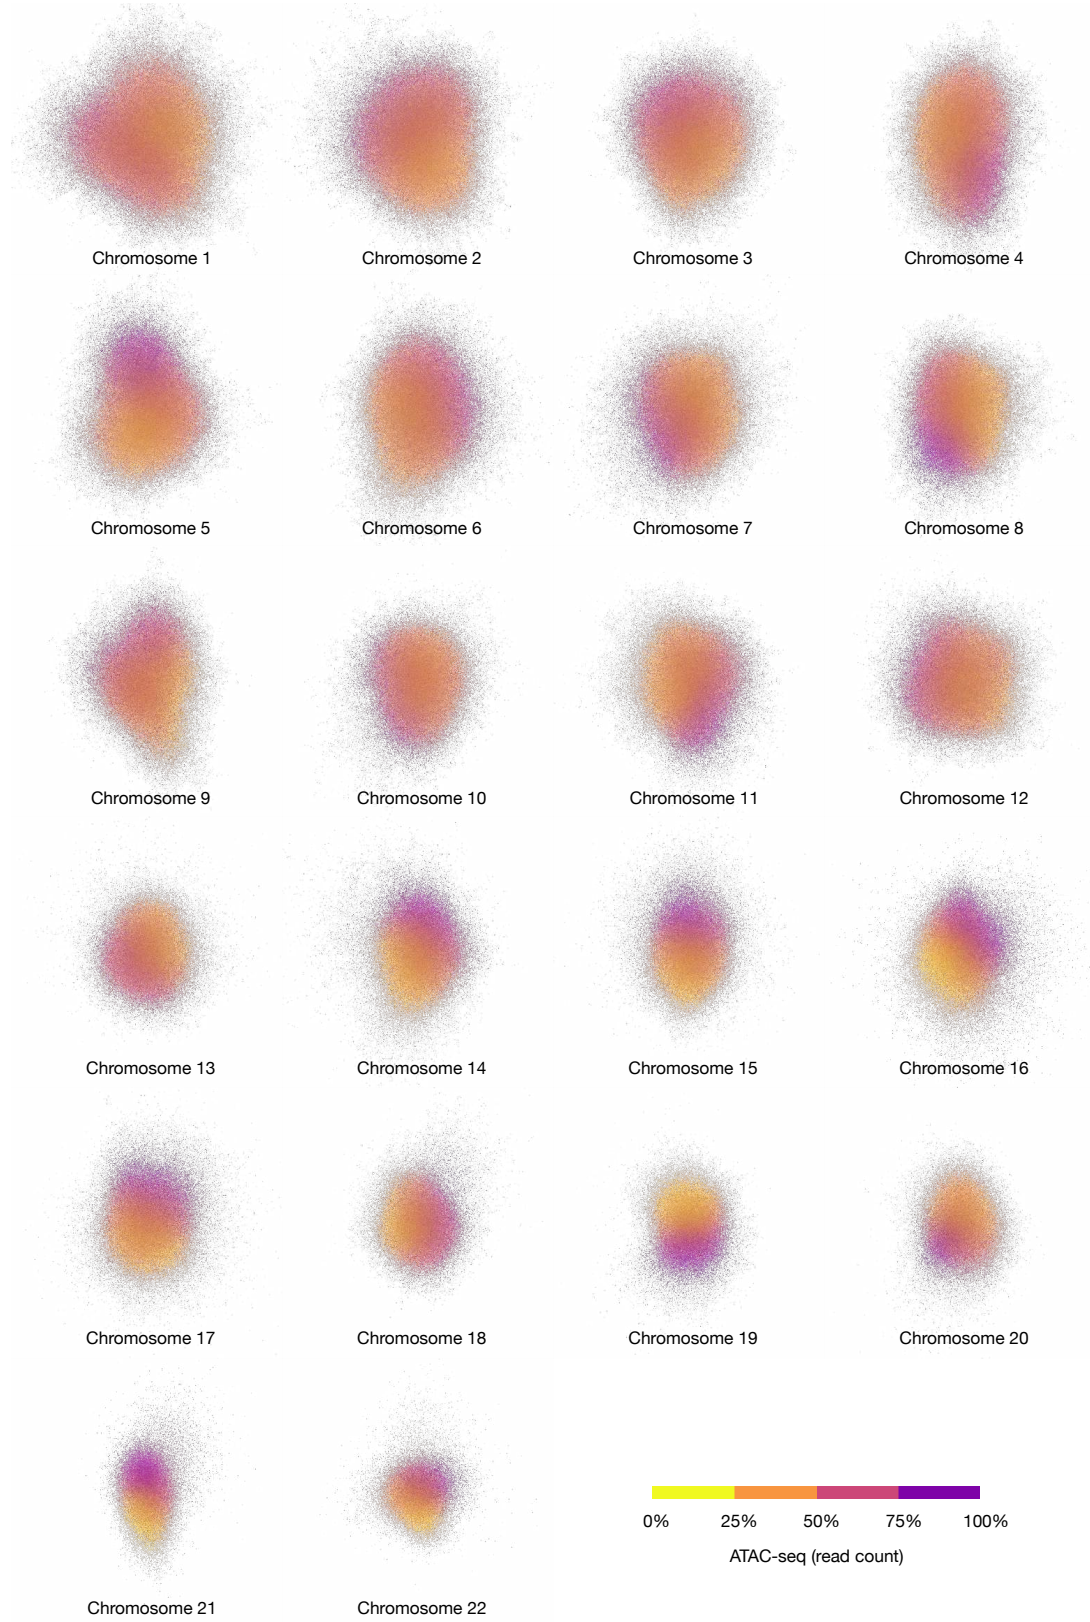 Chromosome 1
Chromosome 2
Chromosome 3
Chromosome 4
Chromosome 5
Chromosome 6
Chromosome 7
Chromosome 8
Chromosome 9
Chromosome 10
Chromosome 11
Chromosome 12
Chromosome 13
Chromosome 14
Chromosome 15
Chromosome 16
Chromosome 17
Chromosome 18
Chromosome 19
Chromosome 20
0% 25% 50% 75% 100%
ATAC-seq (read count)
Chromosome 21
Chromosome 22